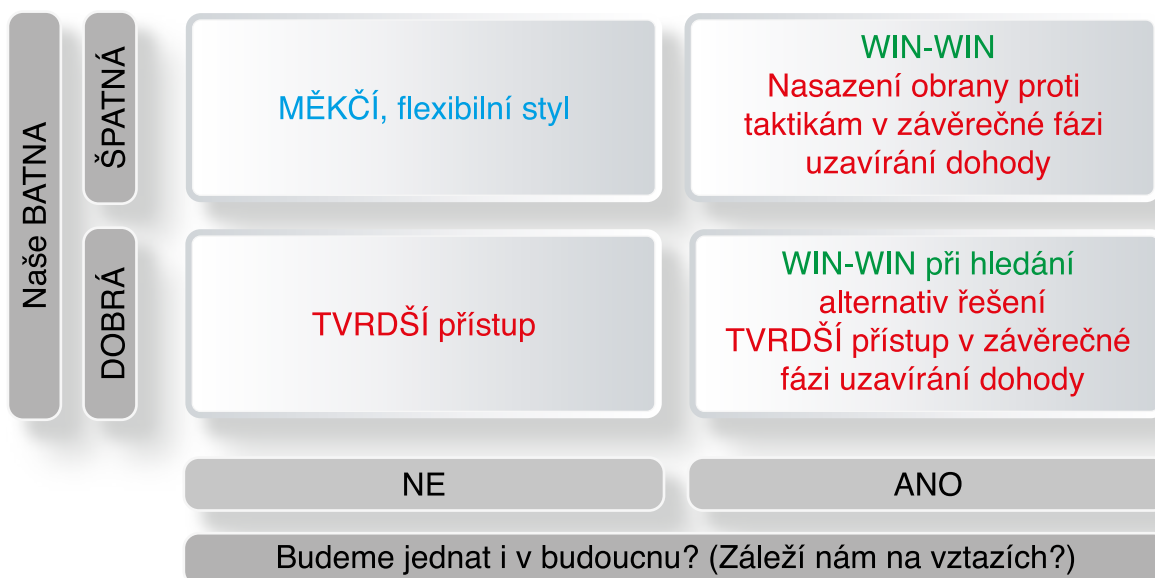 Naše BATNA
ŠPATNÁ
MĚKČÍ, flexibilní styl
WIN-WIN
Nasazení obrany proti
taktikám v závěrečné fázi
uzavírání dohody
DOBRÁ
TVRDŠÍ přístup
WIN-WIN při hledání
alternativ řešení
TVRDŠÍ přístup v závěrečné
fázi uzavírání dohody
NE
ANO
Budeme jednat i v budoucnu? (Záleží nám na vztazích?)